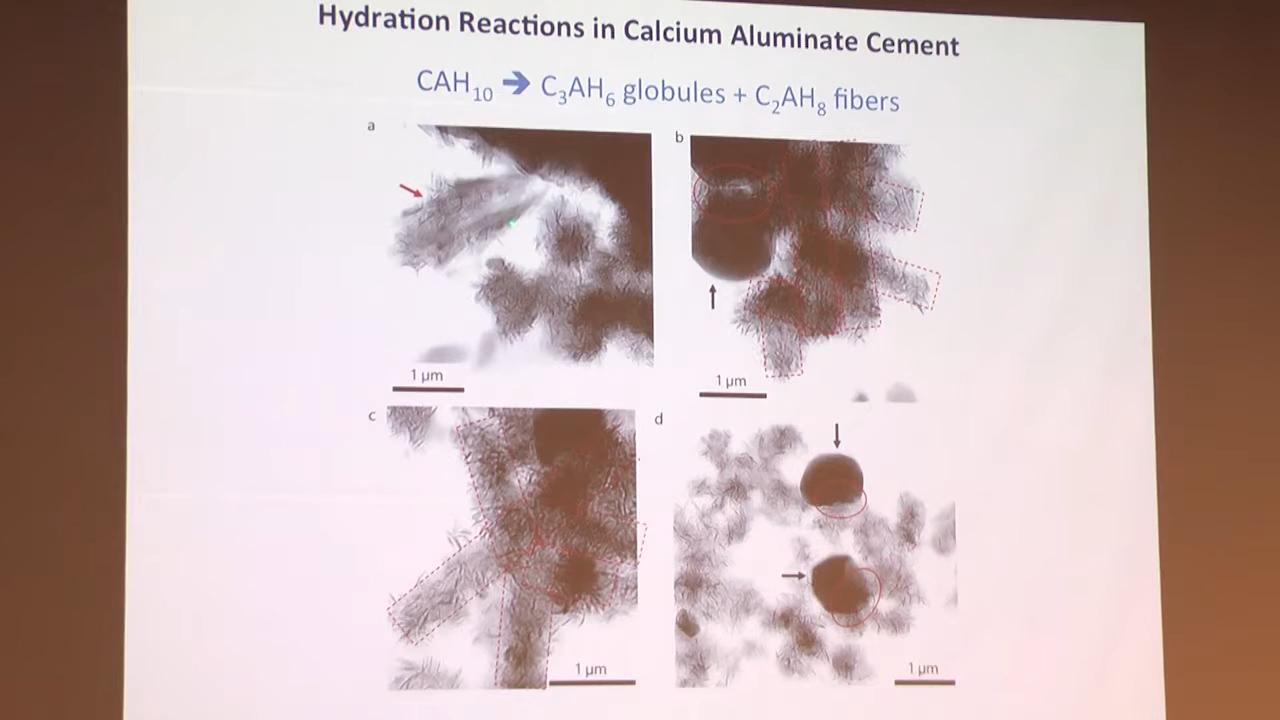 Hydration Reactions in Calcium Aluminate Cement
CAH10 ➔ C3AH6 globules + C2AH8 fibers
a
b
1 µm
1 µm
c
d
1 µm
1 µm